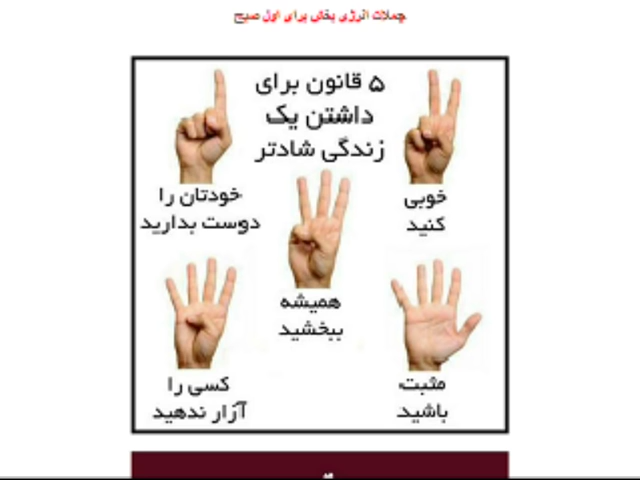 جملات انرژی بخش برای اول صبح
۵ قانون برای
داشتن یک
زندگی شادتر
خودتان را
دوست بدارید
خوبی
کنید
همیشه
ببخشید
کسی را
آزار ندهید
مثبت
باشید